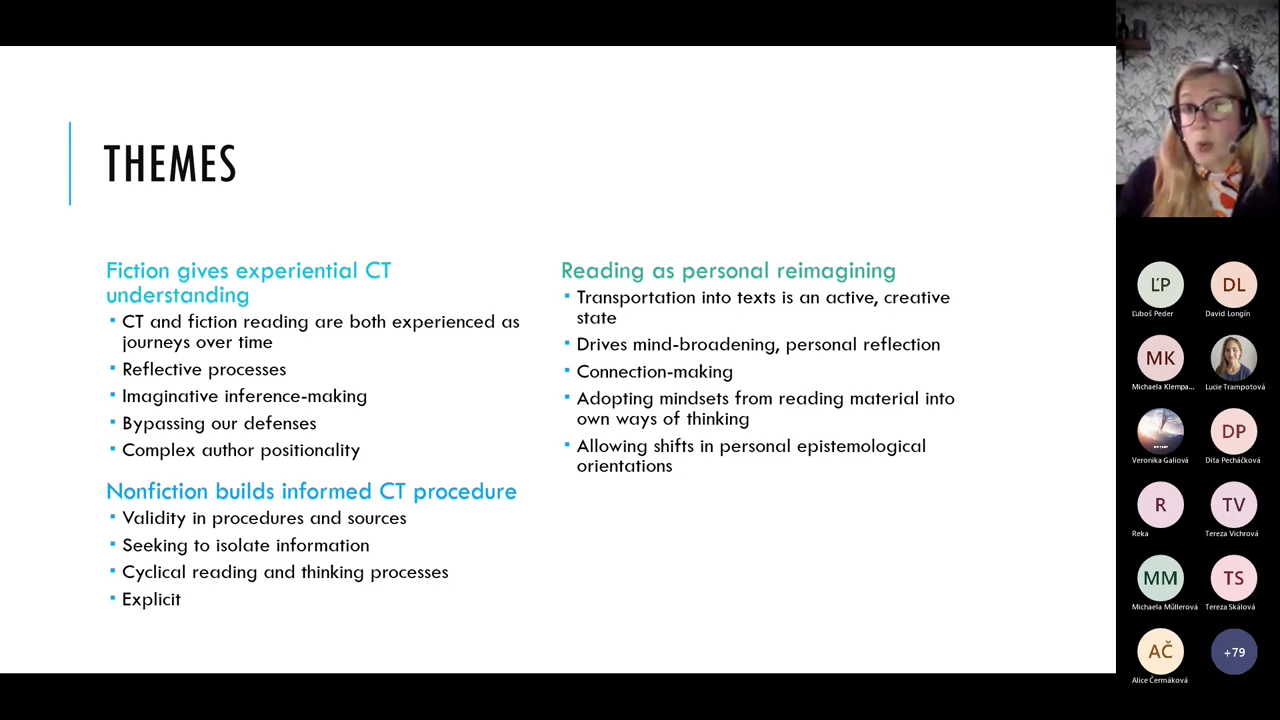 THEMES
Fiction gives experiential CT
understanding
CT and fiction reading are both experienced as
journeys over time
Reflective processes
Imaginative inference-making
Bypassing our defenses
Complex author positionality
Nonfiction builds informed CT procedure
Validity in procedures and sources
Seeking to isolate information
Cyclical reading and thinking processes
Explicit
Reading as personal reimagining
Transportation into texts is an active, creative
state
Drives mind-broadening, personal reflection
Connection-making
Adopting mindsets from reading material into
own ways of thinking
Allowing shifts in personal epistemological
orientations
ĽP
DL
Ľuboš Peder
David Longín
MK
Michaela Klempa...
Lucie Trampotová
DP
Veronika Galiová
Dita Pecháčková
R
TV
Reka
Tereza Vichrová
MM
TS
Michaela Müllerová
Tereza Skálová
AČ
+79
Alice Čermáková